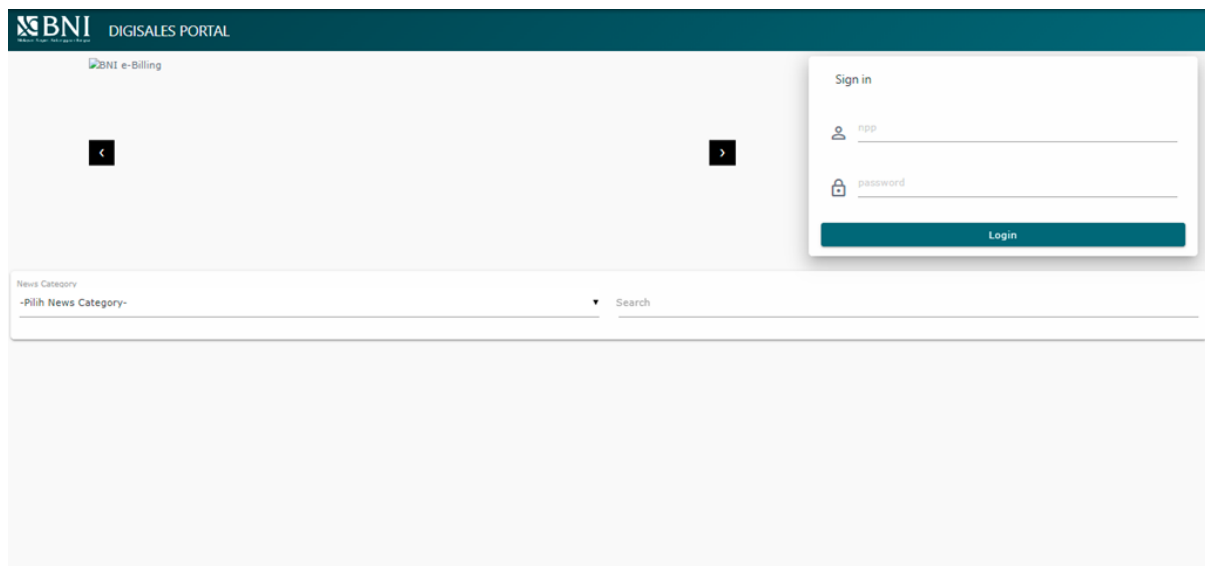 BNI DIGISALES PORTAL
BNI e-Billing
Sign in
npp
password
Login
News Category
-Pilih News Category-
Search